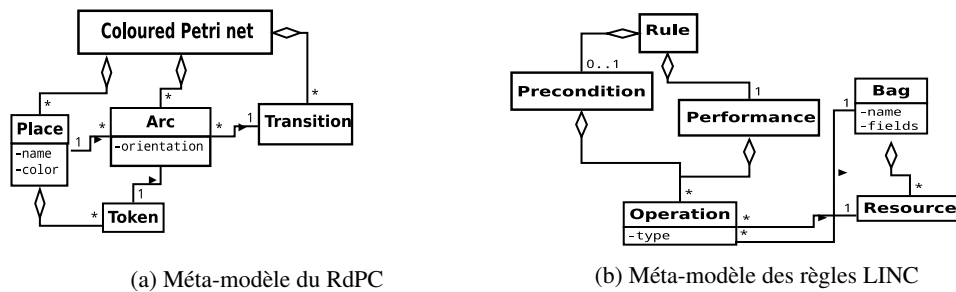 Coloured Petri net
*
*
*
Place
-name
-color
1
*
Arc
-orientation
*
1
Transition
1
*
Token
(a) Méta-modèle du RdPC
Rule
0..1
Precondition
1
Performance
1
Bag
-name
-fields
*
*
Operation
-type
*
*
1
Resource
(b) Méta-modèle des règles LINC